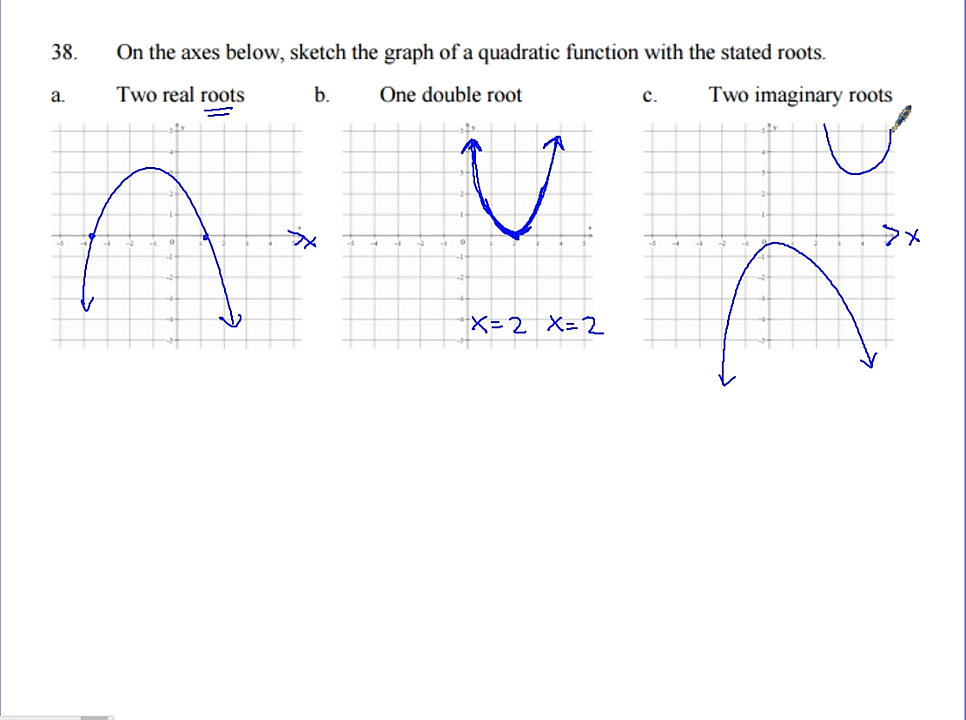 38. On the axes below, sketch the graph of a quadratic function with the stated roots.
a. Two real roots b. One double root c. Two imaginary roots
x x
x=2 x=2